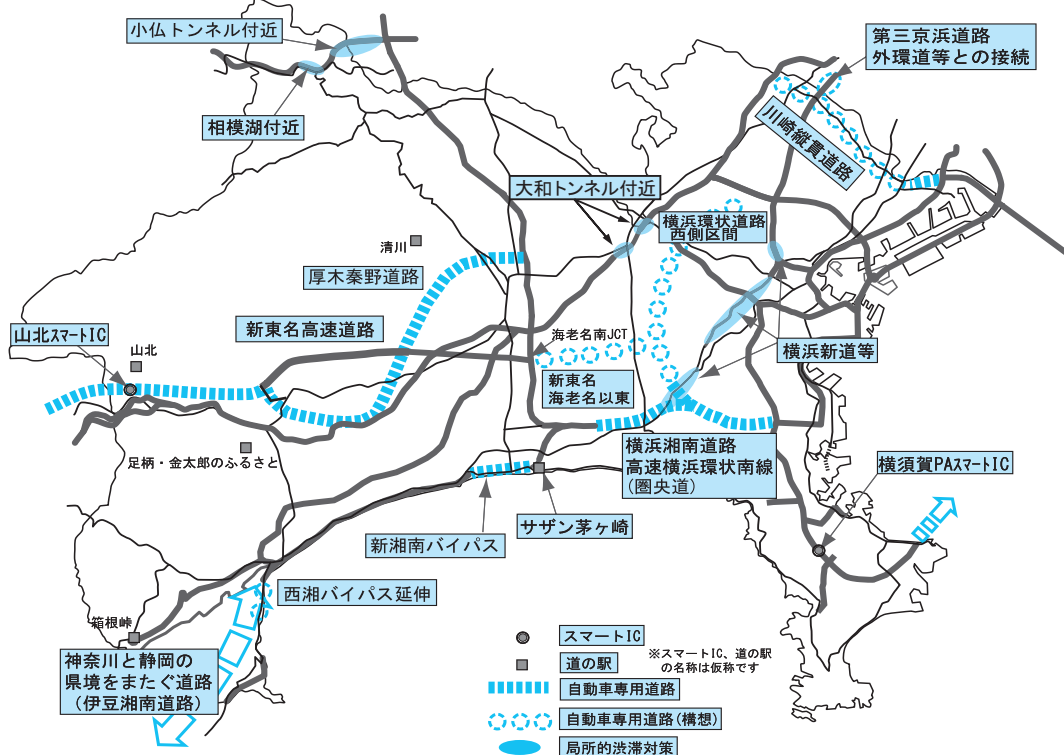 小仏トンネル付近
第三京浜道路
外環道等との接続
相模湖付近
川崎縦貫道路
大和トンネル付近
横浜環状道路
西側区間
清川
厚木秦野道路
新東名高速道路
山北スマートIC
山北
海老名南JCT
横浜新道等
新東名
海老名以東
足柄・金太郎のふるさと
横浜湘南道路
高速横浜環状南線
(圏央道)
横須賀PAスマートIC
サザン茅ヶ崎
新湘南バイパス
西湘バイパス延伸
箱根峠
神奈川と静岡の
県境をまたぐ道路
(伊豆湘南道路)
スマートIC
道の駅
※スマートIC、道の駅
の名称は仮称です
自動車専用道路
自動車専用道路(構想)
局所的渋滞対策